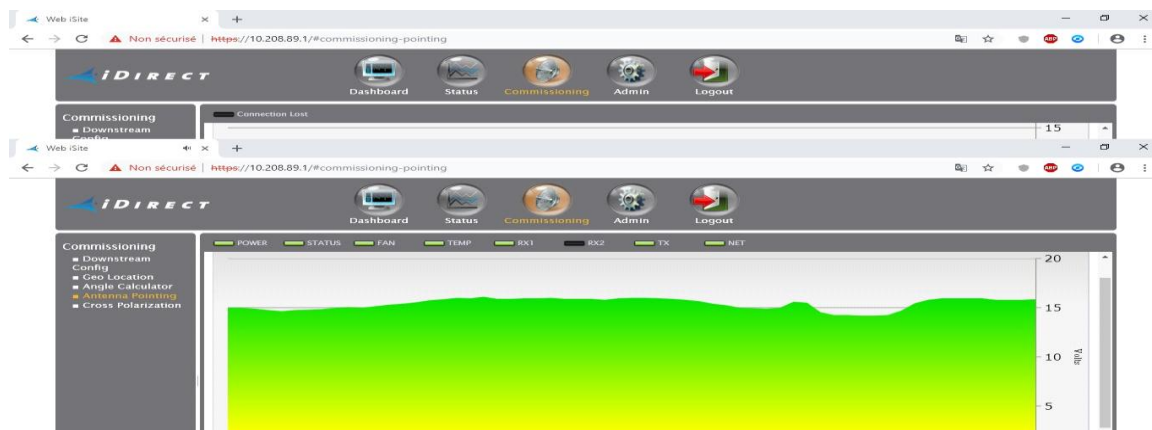 Web iSite
Non sécurisé | https://10.208.89.1/#commissioning-pointing
iDIRECT
Dashboard Status Commissioning Admin Logout
Commissioning
Downstream
Config
Connection Lost
15
Web iSite
Non sécurisé | https://10.208.89.1/#commissioning-pointing
ABP
iDIRECT
Dashboard Status Commissioning Admin Logout
Commissioning
Downstream
Config
Geo Location
Angle Calculator
Antenna Pointing
Cross Polarization
POWER STATUS FAN TEMP RX1 RX2 TX NET
20
15
10
Volts
5